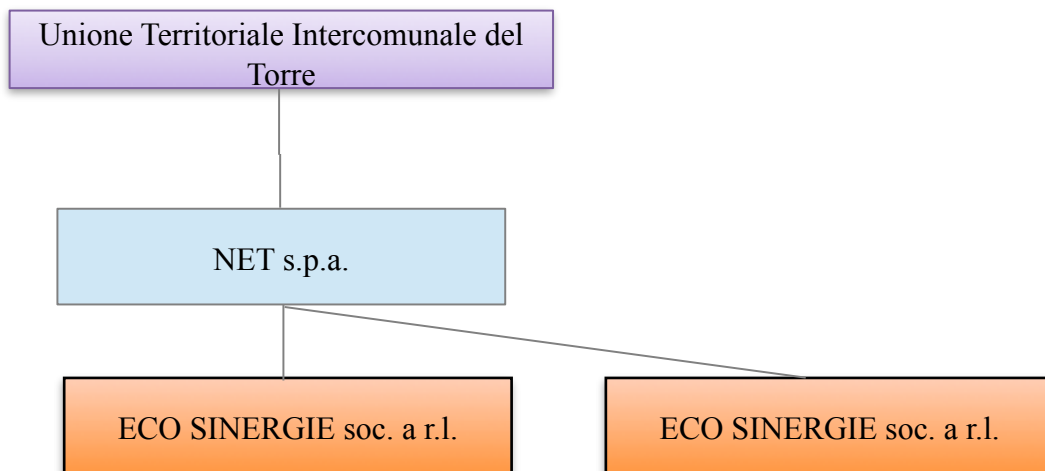 Unione Territoriale Intercomunale del
Torre
NET s.p.a.
ECO SINERGIE soc. a r.l.
ECO SINERGIE soc. a r.l.